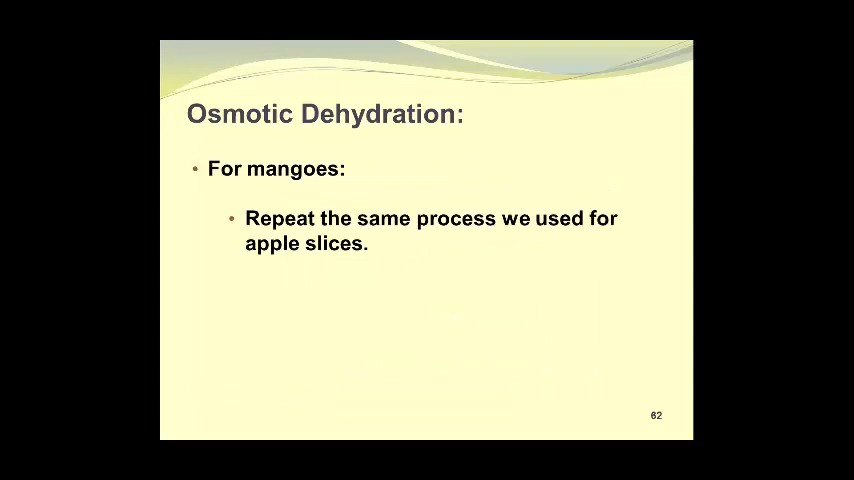 Osmotic Dehydration:
• For mangoes:
• Repeat the same process we used for
apple slices.
62